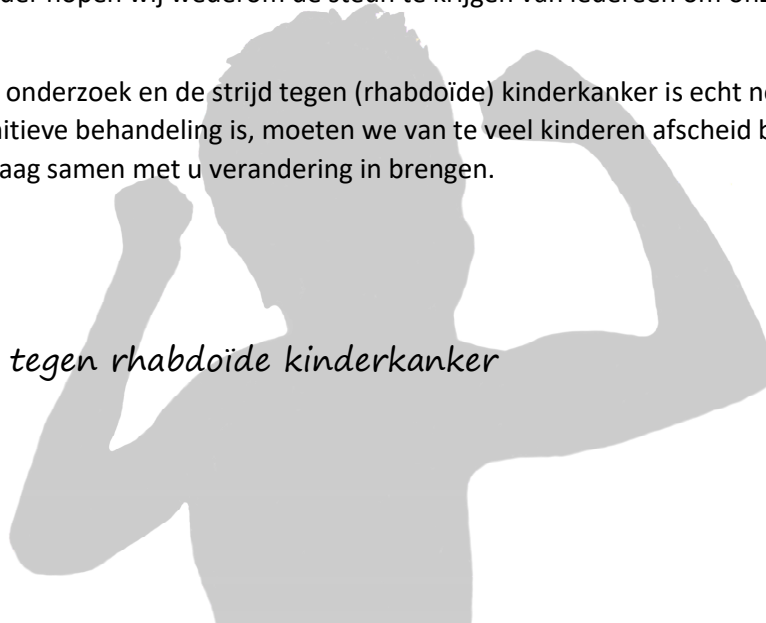 der hopen wij wederom de steun te krijgen van iedereen om
onderzoek en de strijd tegen (rhabdoïde) kinderkanker is echt
nitieve behandeling is, moeten we van te veel kinderen afscheid
aag samen met u verandering in brengen.
tegen rhabdoïde kinderkanker